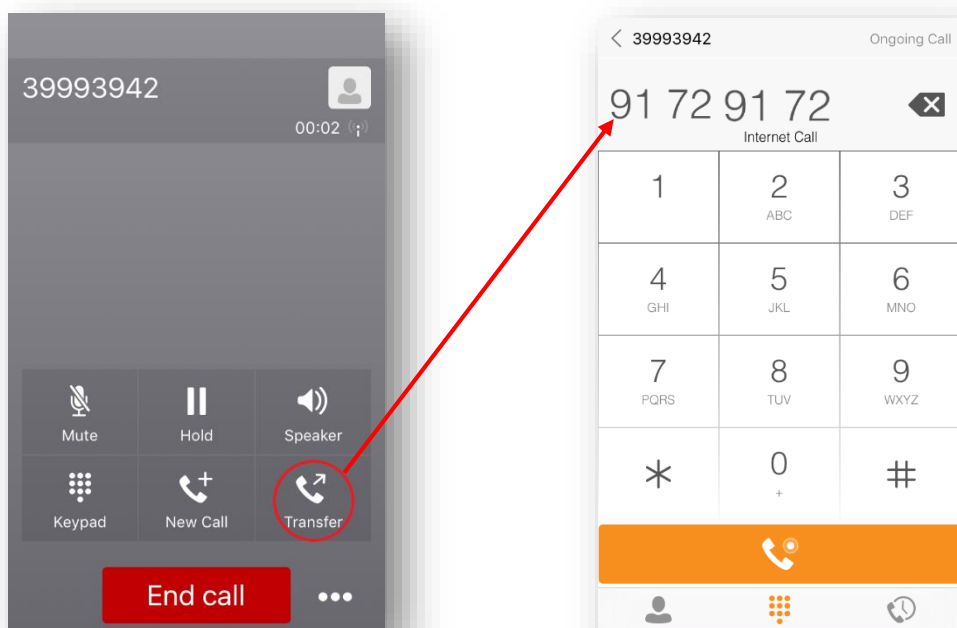 39993942
00:02
Mute Hold Speaker
Keypad New Call Transfer
End call
39993942 Ongoing Call
91 72 91 72
Internet Call
1 2 3
ABC DEF
4 5 6
GHI JKL MNO
7 8 9
PQRS TUV WXYZ
* 0 #
+